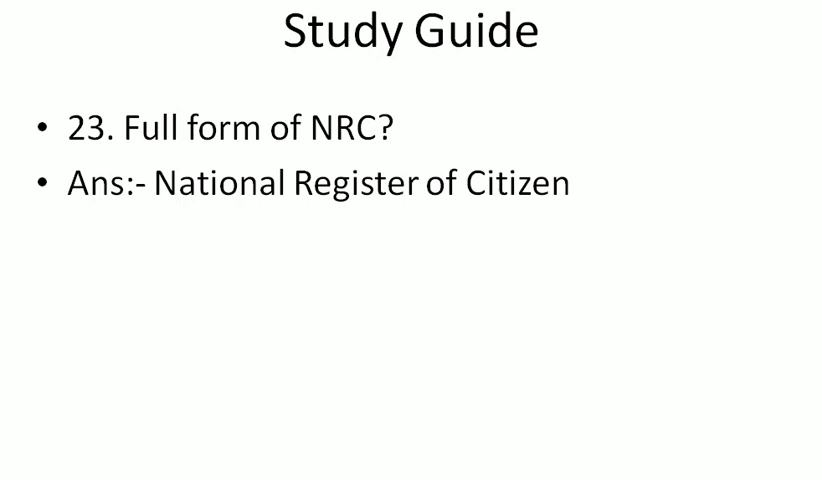 Study Guide
• 23. Full form of NRC?
• Ans:- National Register of Citizen